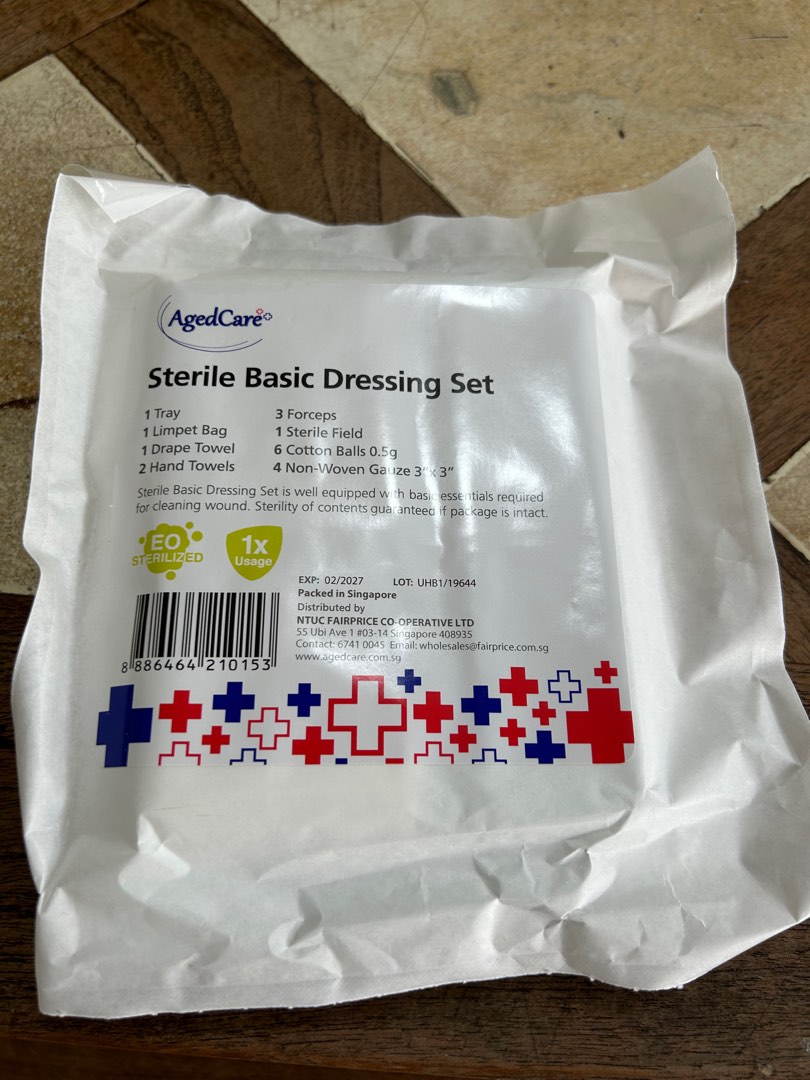 AgedCare
Sterile Basic Dressing Set
1 Tray
1 Limpet Bag
1 Drape Towel
2 Hand Towels
3 Forceps
1 Sterile Field
6 Cotton Balls 0.5g
4 Non-Woven Gauze 3" x 3"
Sterile Basic Dressing Set is well equipped with basic essentials required
for cleaning wound. Sterility of contents guaranteed if package is intact.
EO
STERILIZED
1x
Usage
EXP: 02/2027 LOT: UHB1/19644
Packed in Singapore
Distributed by
NTUC FAIRPRICE CO-OPERATIVE LTD
55 Ubi Ave 1 #03-14 Singapore 408935
Contact: 6741 0045 Email: wholesales@fairprice.com.sg
www.agedcare.com.sg
8 886464 210153